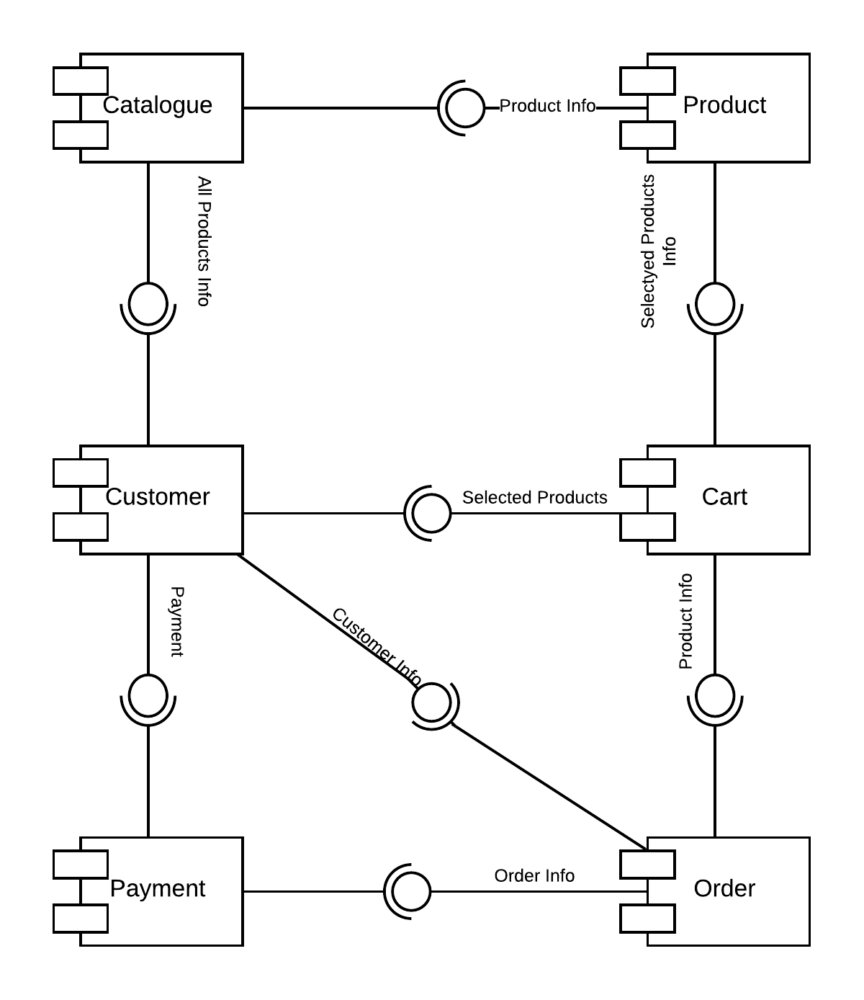 Catalogue
Product Info
Product
All Products Info
Selectyed Products
Info
Customer
Selected Products
Cart
Payment
Customer Info
Product Info
Payment
Order Info
Order